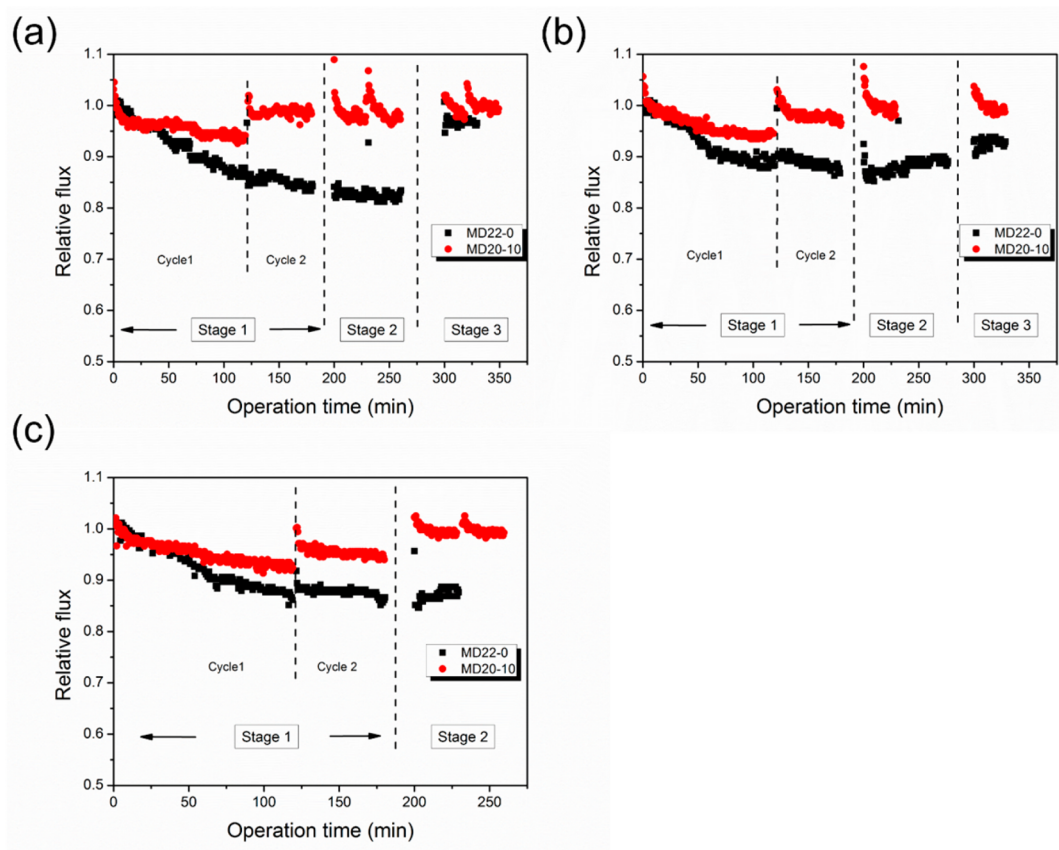 (a)
1.1
1.0
0.9
0.8
0.7
0.6
0.5
Relative flux
MD22-0
MD20-10
Cycle1
Cycle 2
Stage 1
Stage 2
Stage 3
0 50 100 150 200 250 300 350
Operation time (min)
(b)
1.1
1.0
0.9
0.8
0.7
0.6
0.5
Relative flux
MD22-0
MD20-10
Cycle1
Cycle 2
Stage 1
Stage 2
Stage 3
0 50 100 150 200 250 300 350
Operation time (min)
(c)
1.1
1.0
0.9
0.8
0.7
0.6
0.5
Relative flux
MD22-0
MD20-10
Cycle1
Cycle 2
Stage 1
Stage 2
0 50 100 150 200 250
Operation time (min)